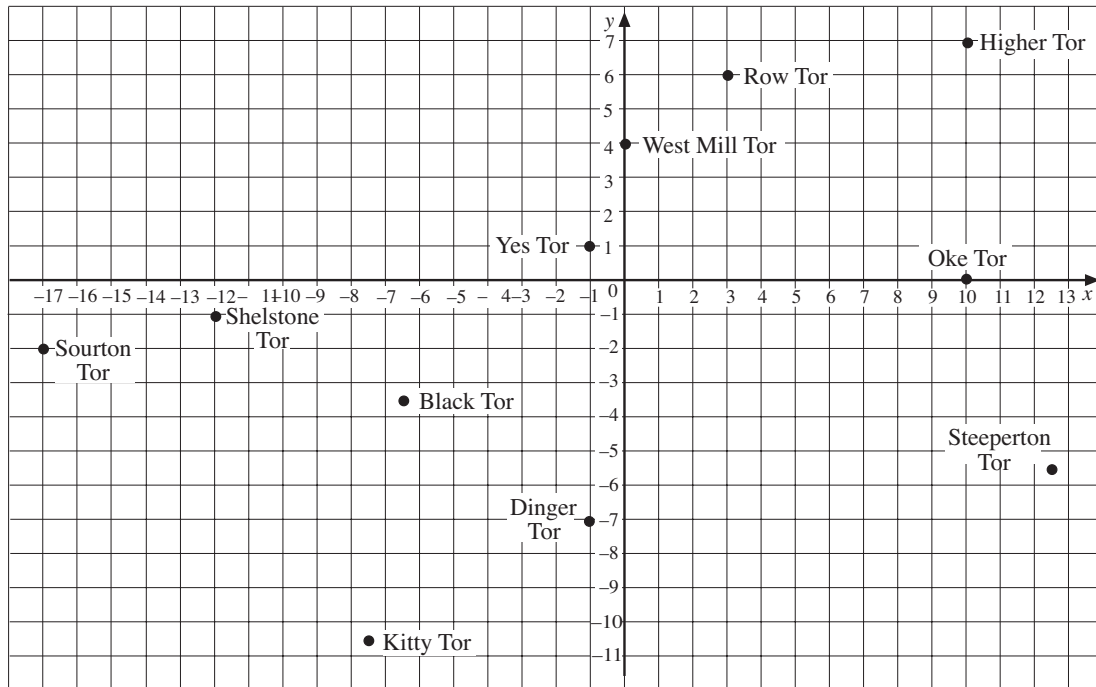 y
7
Higher Tor
6
Row Tor
5
4
West Mill Tor
3
2
Yes Tor
1
Oke Tor
–17 –16 –15 –14 –13 –12 – 11 –10 –9 –8 –7 –6 –5 – 4 –3 –2 –1 0 1 2 3 4 5 6 7 8 9 10 11 12 13 x
–1
Shelstone
Tor
–2
Sourton
Tor
–3
Black Tor
–4
–5
Steeperton
Tor
–6
Dinger
Tor
–7
–8
–9
–10
Kitty Tor
–11